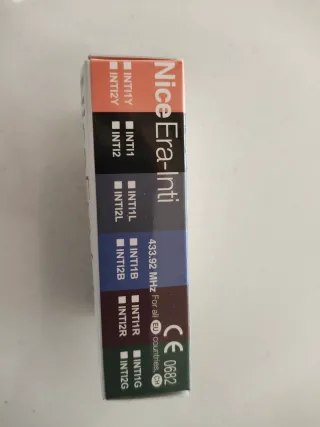 Nice Era-Inti
433.92 MHz For all EU countries, CH
CE 0682
INTI1Y INTI1 INTI1L INTI1B INTI1R INTI1G
INTI2Y INTI2 INTI2L INTI2B INTI2R INTI2G